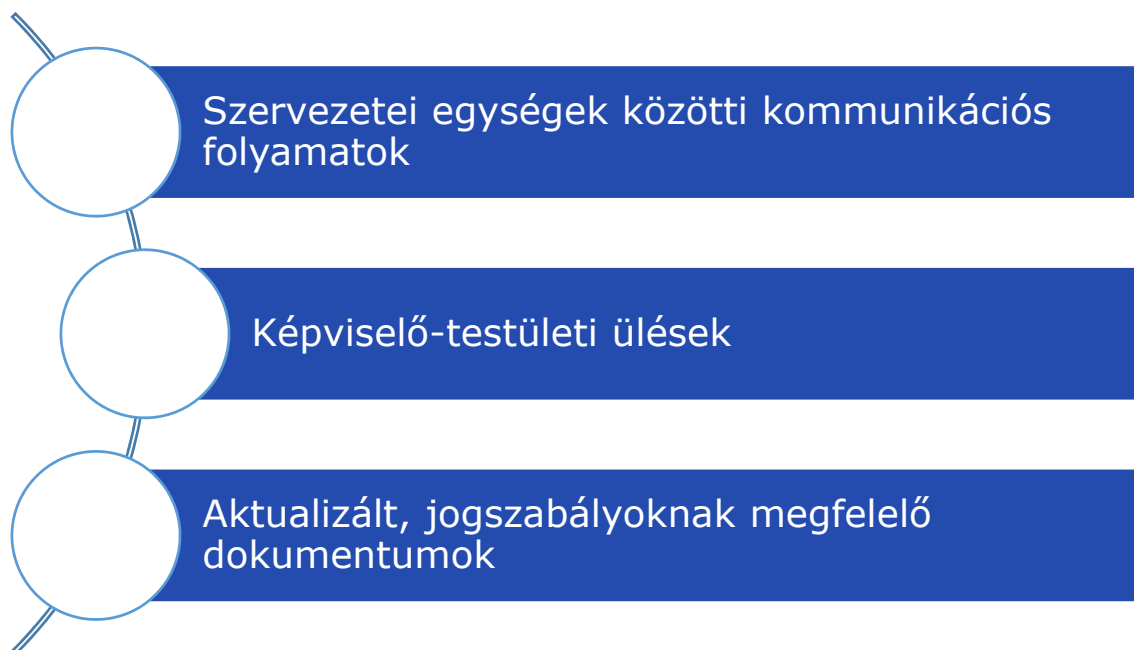 Szervezetei egységek közötti kommunikációs
folyamatok
Képviselő-testületi ülések
Aktualizált, jogszabályoknak megfelelő
dokumentumok